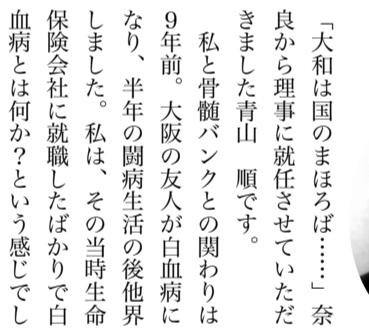 「大和は国のまほろば……」奈
良から理事に就任させていただ
きました青山　順です。
　私と骨髄バンクとの関わりは
９年前。大阪の友人が白血病に
なり、半年の闘病生活の後他界
しました。私は、その当時生命
保険会社に就職したばかりで白
血病とは何か？という感じでし